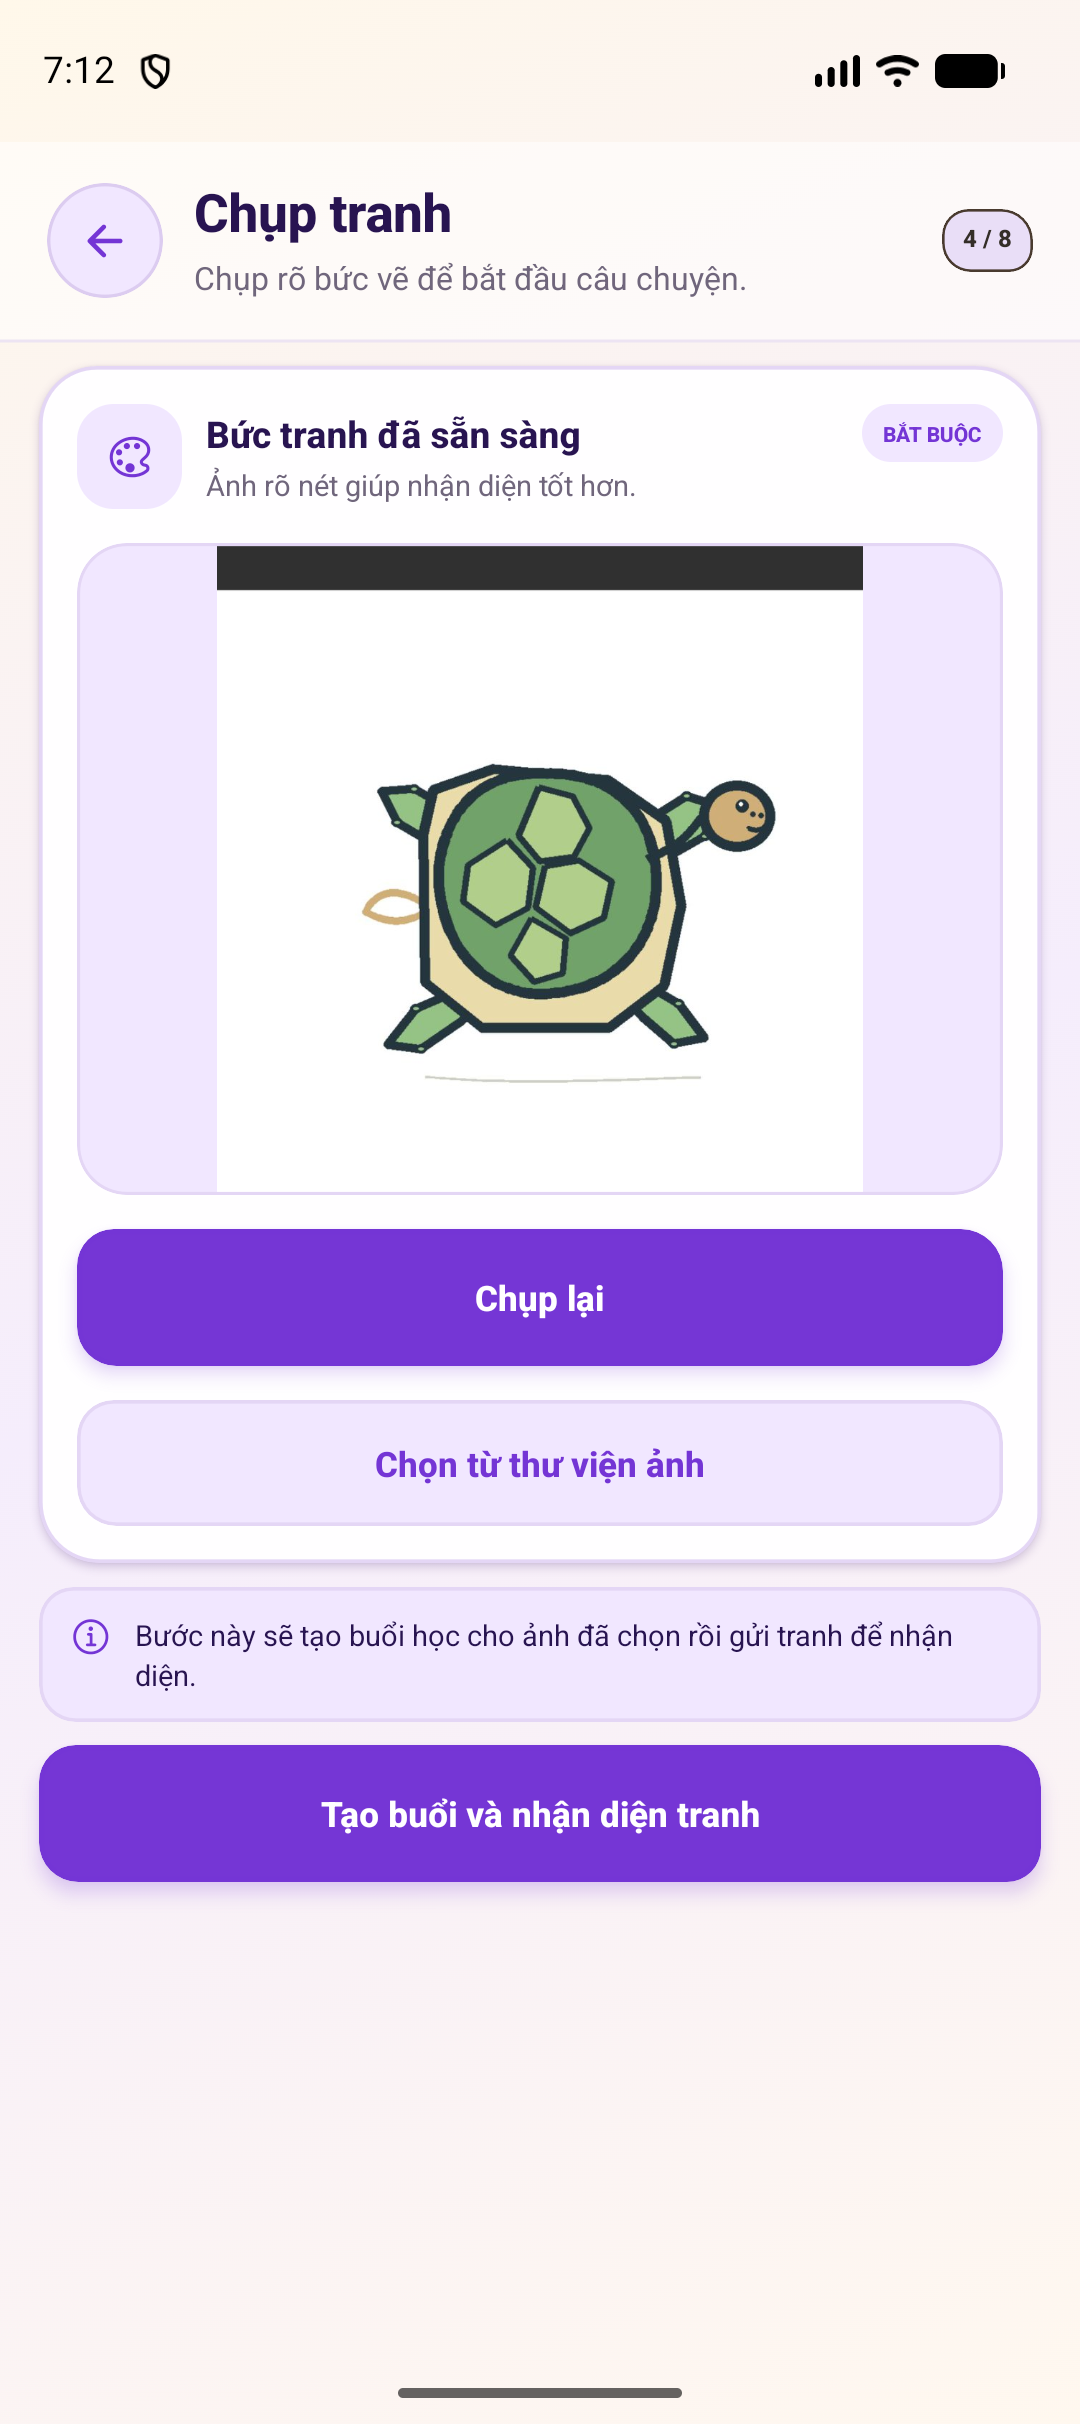 7:12
Chụp tranh
Chụp rõ bức vẽ để bắt đầu câu chuyện.
4 / 8
Bức tranh đã sẵn sàng
BẮT BUỘC
Ảnh rõ nét giúp nhận diện tốt hơn.
Chụp lại
Chọn từ thư viện ảnh
Bước này sẽ tạo buổi học cho ảnh đã chọn rồi gửi tranh để nhận
diện.
Tạo buổi và nhận diện tranh